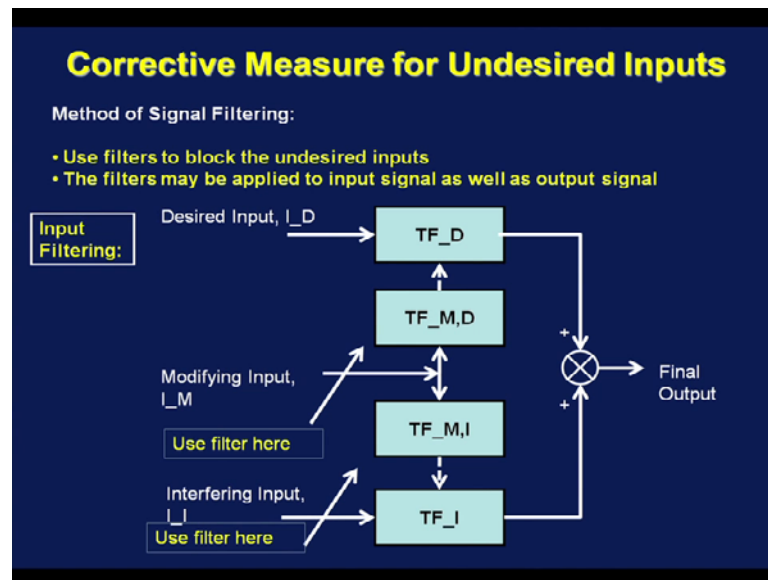 Corrective Measure for Undesired Inputs
Method of Signal Filtering:
• Use filters to block the undesired inputs
• The filters may be applied to input signal as well as output signal
Input
Filtering:
Desired Input, I_D
TF_D
TF_M,D
+
Modifying Input,
I_M
Final
Output
+
Use filter here
TF_M,I
Interfering Input,
I_I
TF_I
Use filter here